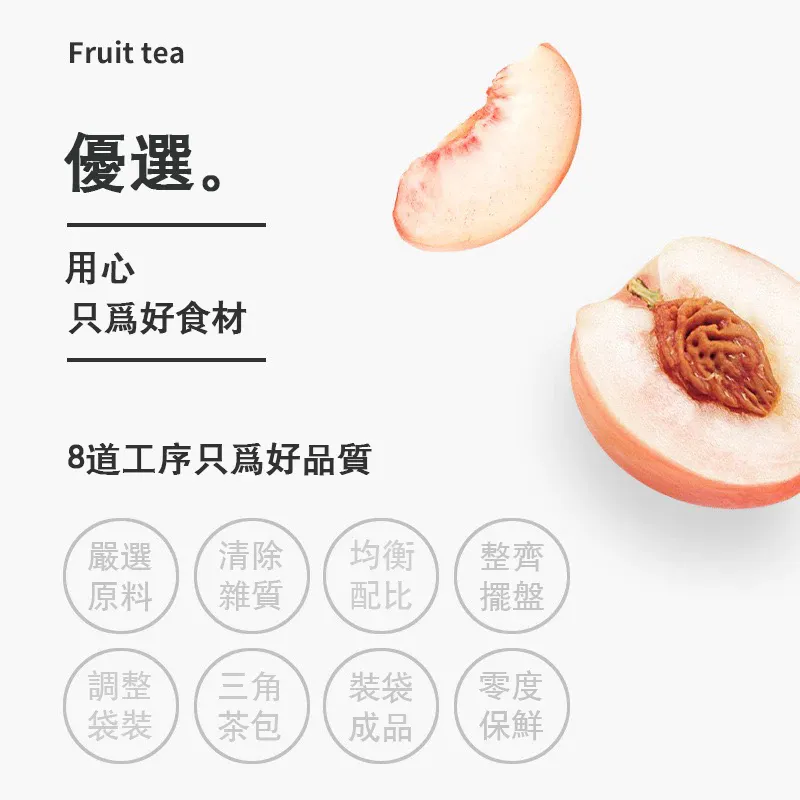 Fruit tea
優選。
用心
只爲好食材
8道工序只爲好品質
嚴選
原料
清除
雜質
均衡
配比
整齊
擺盤
調整
袋裝
三角
茶包
裝袋
成品
零度
保鮮